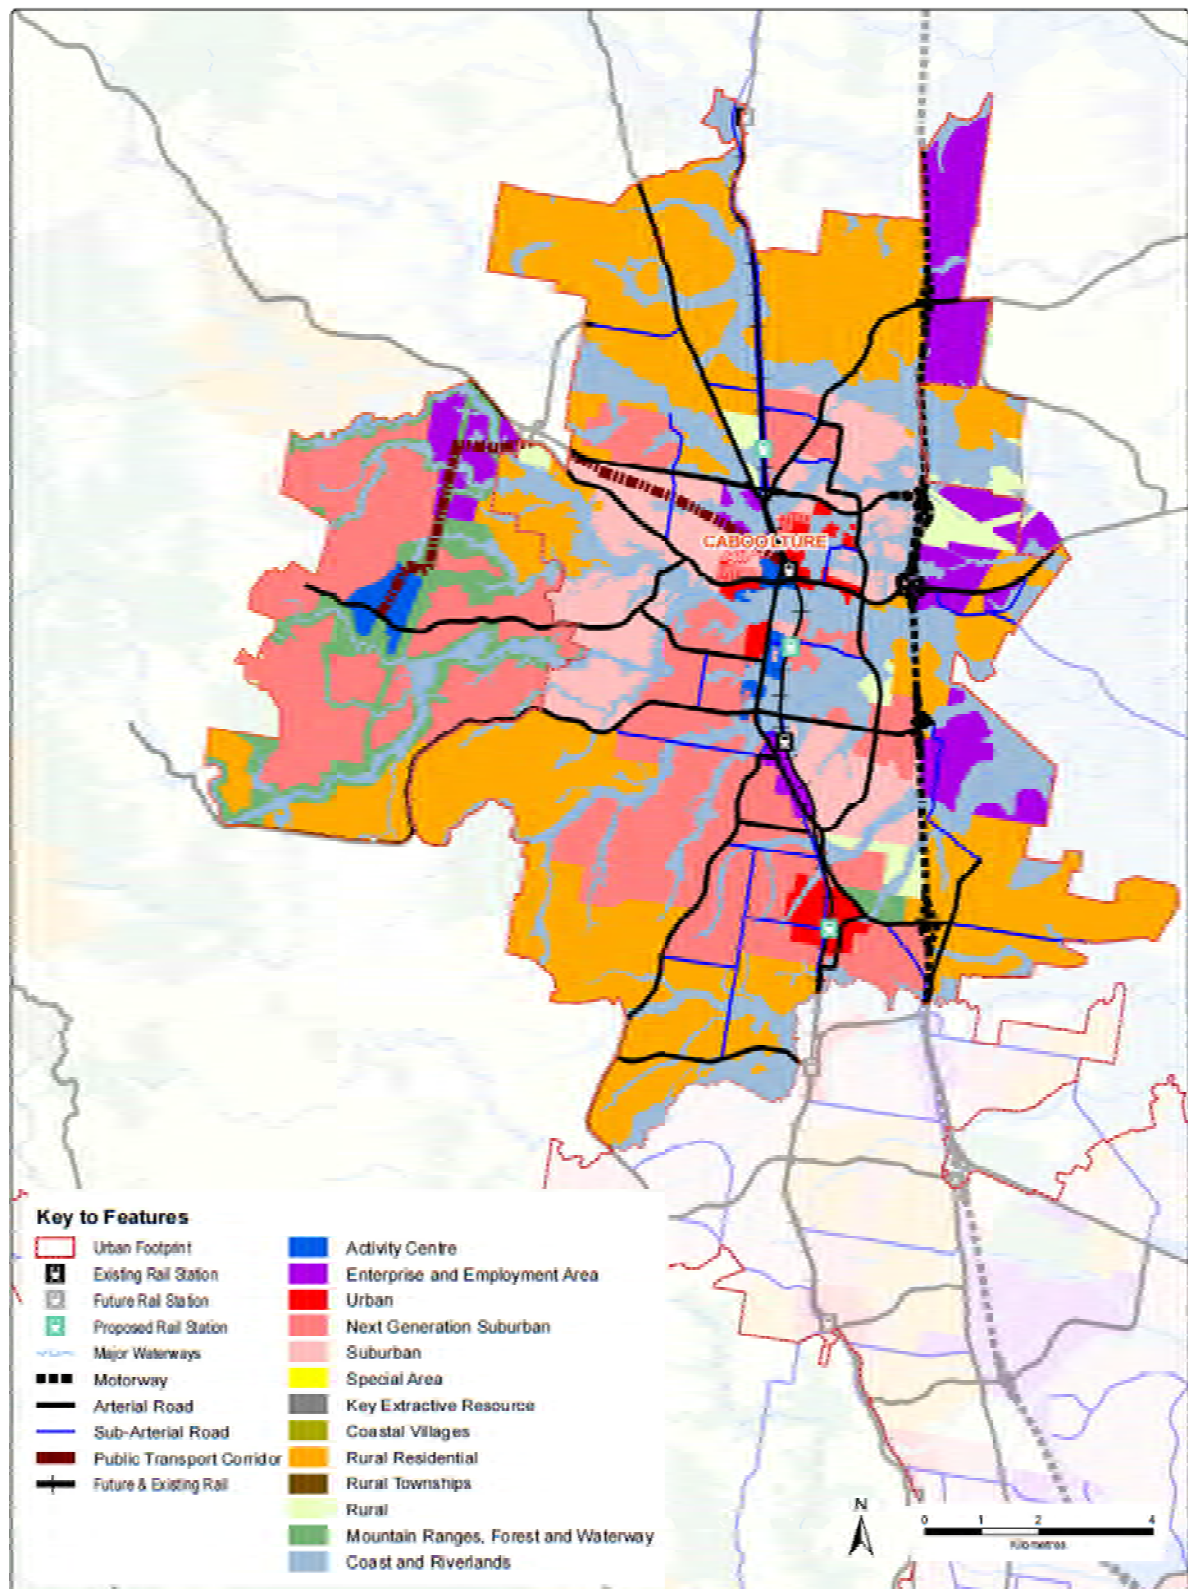 CABOOLTURE
Key to Features
Urban Footprint
Existing Rail Station
Future Rail Station
Proposed Rail Station
Major Waterways
Motorway
Arterial Road
Sub-Arterial Road
Public Transport Corridor
Future & Existing Rail
Activity Centre
Enterprise and Employment Area
Urban
Next Generation Suburban
Suburban
Special Area
Key Extractive Resource
Coastal Villages
Rural Residential
Rural Townships
Rural
Mountain Ranges, Forest and Waterway
Coast and Riverlands
N
0 1 2 4
Kilometres